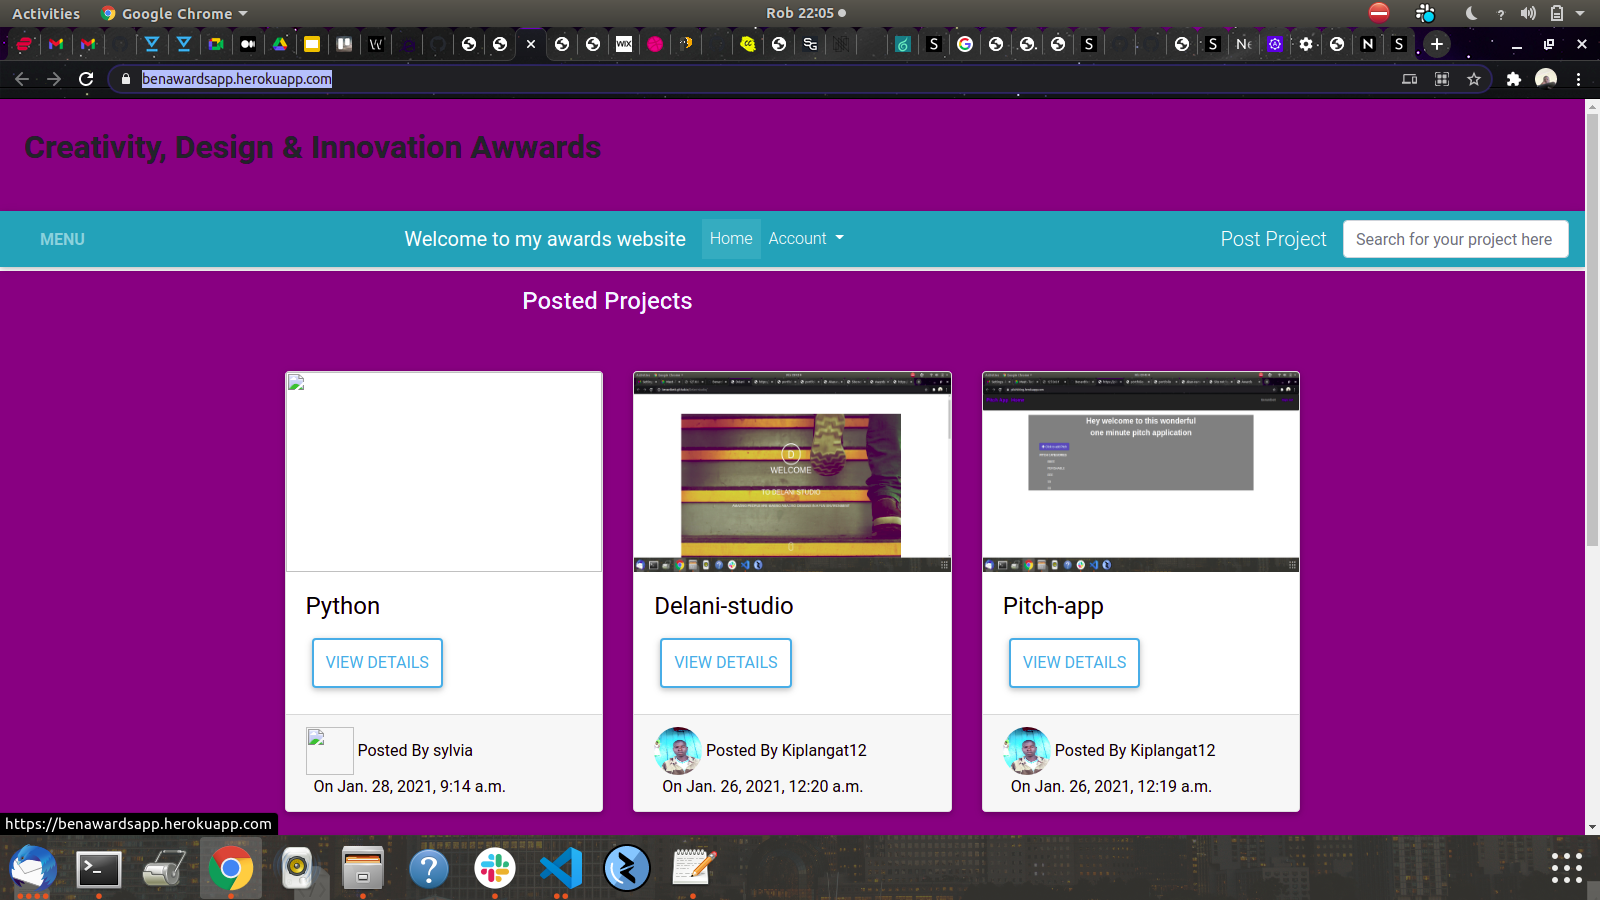 Activities Google Chrome Rob 22:05
Ne
benawardsapp.herokuapp.com
Creativity, Design & Innovation Awwards
MENU Welcome to my awards website Home Account Post Project Search for your project here
Posted Projects
D
WELCOME
TO DELANI STUDIO
Hey welcome to this wonderful
one minute pitch application
Python Delani-studio Pitch-app
VIEW DETAILS VIEW DETAILS VIEW DETAILS
Posted By sylvia Posted By Kiplangat12 Posted By Kiplangat12
On Jan. 28, 2021, 9:14 a.m. On Jan. 26, 2021, 12:20 a.m. On Jan. 26, 2021, 12:19 a.m.
https://benawardsapp.herokuapp.com